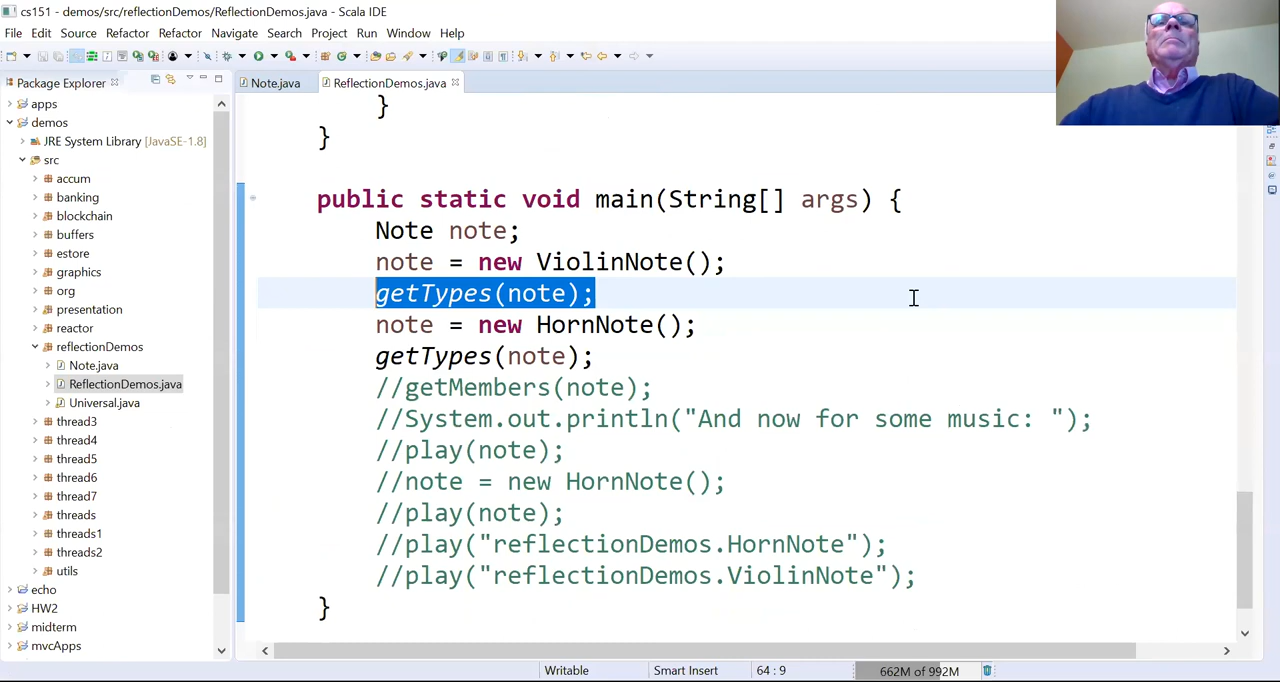 cs151 - demos/src/reflectionDemos/ReflectionDemos.java - Scala IDE
File Edit Source Refactor Refactor Navigate Search Project Run Window Help
Package Explorer
Note.java ReflectionDemos.java
apps
demos
JRE System Library [JavaSE-1.8]
src
accum
banking
blockchain
buffers
estore
graphics
org
presentation
reactor
reflectionDemos
Note.java
ReflectionDemos.java
Universal.java
thread3
thread4
thread5
thread6
thread7
threads
threads1
threads2
utils
echo
HW2
midterm
mvcApps
}
}
public static void main(String[] args) {
Note note;
note = new ViolinNote();
getTypes(note);
note = new HornNote();
getTypes(note);
//getMembers(note);
//System.out.println("And now for some music: ");
//play(note);
//note = new HornNote();
//play(note);
//play("reflectionDemos.HornNote");
//play("reflectionDemos.ViolinNote");
}
Writable Smart Insert 64 : 9 662M of 992M